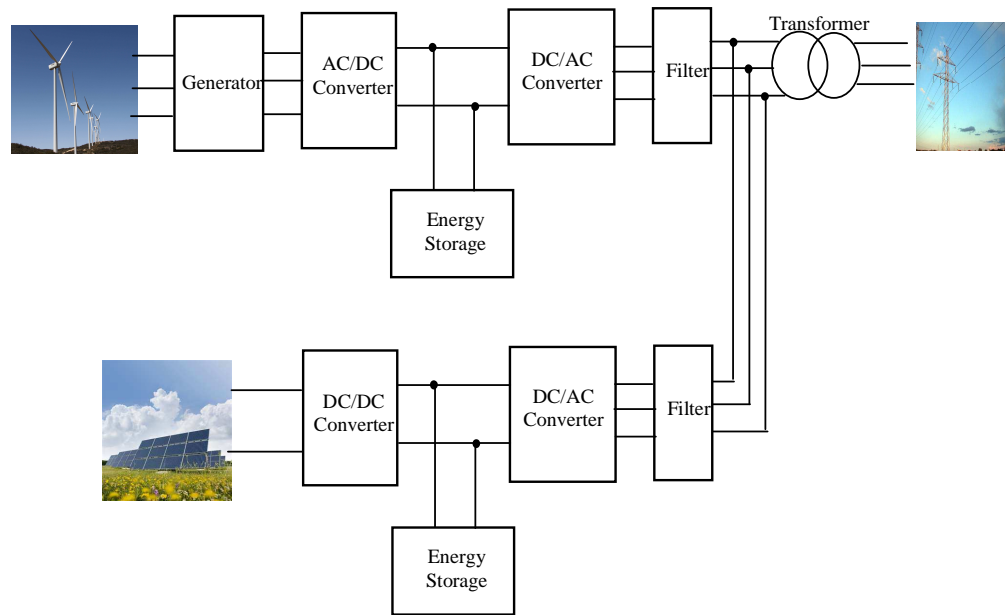 Transformer
Generator
AC/DC
Converter
DC/AC
Converter
Filter
Energy
Storage
DC/DC
Converter
DC/AC
Converter
Filter
Energy
Storage